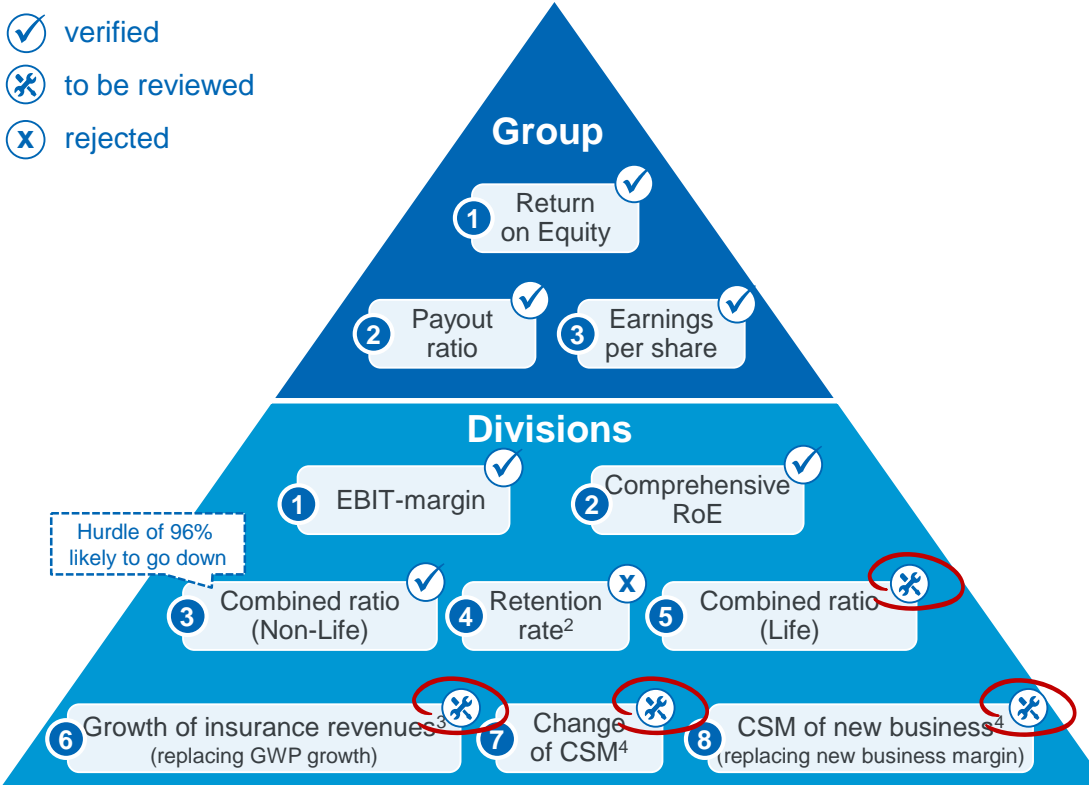 verified
to be reviewed
x rejected
Group
1 Return
on Equity
2 Payout
ratio
3 Earnings
per share
Divisions
1 EBIT-margin
2 Comprehensive
RoE
Hurdle of 96%
likely to go down
3 Combined ratio
(Non-Life)
4 Retention
rate²
x
5 Combined ratio
(Life)
6 Growth of insurance revenues³
(replacing GWP growth)
7 Change
of CSM⁴
8 CSM of new business⁴
(replacing new business margin)